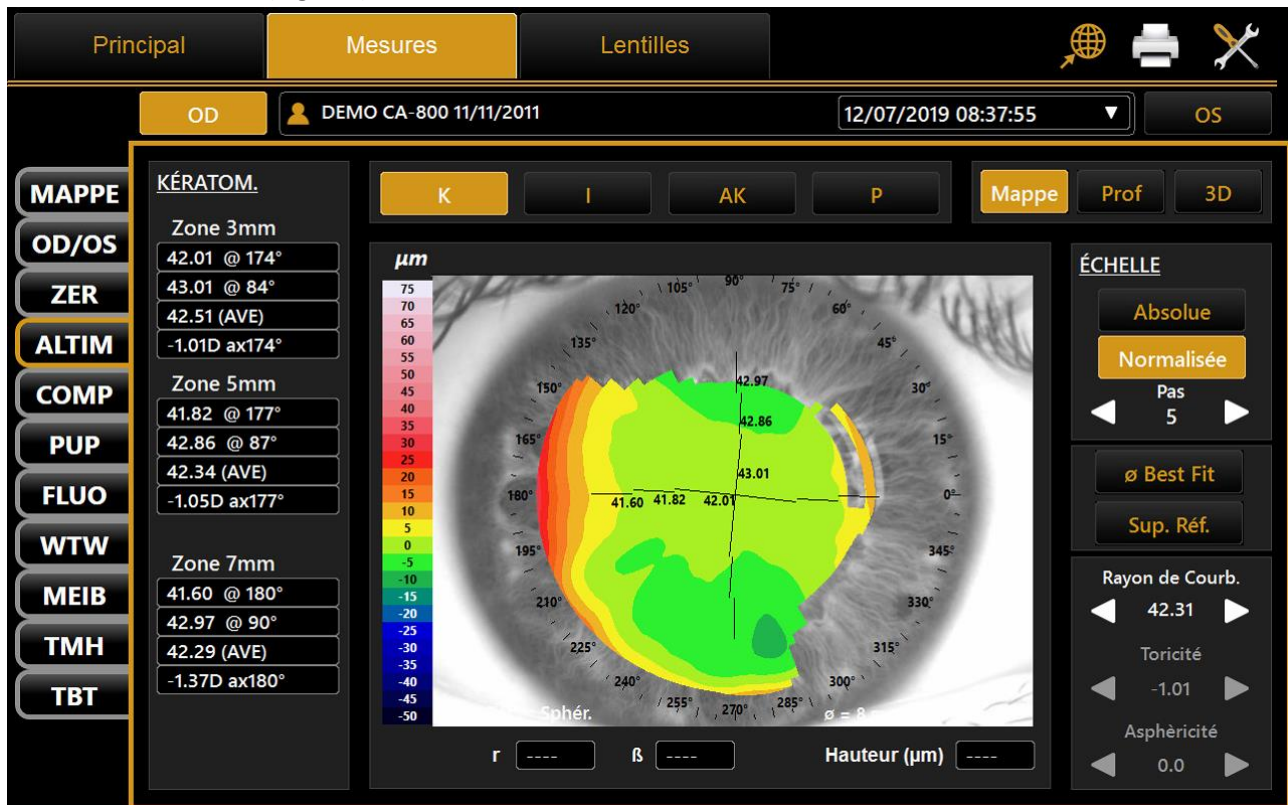 Principal Mesures Lentilles
OD DEMO CA-800 11/11/2011 12/07/2019 08:37:55 OS
MAPPE
OD/OS
ZER
ALTIM
COMP
PUP
FLUO
WTW
MEIB
TMH
TBT
KÉRATOM.
Zone 3mm
42.01 @ 174°
43.01 @ 84°
42.51 (AVE)
-1.01D ax174°
Zone 5mm
41.82 @ 177°
42.86 @ 87°
42.34 (AVE)
-1.05D ax177°
Zone 7mm
41.60 @ 180°
42.97 @ 90°
42.29 (AVE)
-1.37D ax180°
K I AK P
Mappe Prof 3D
µm
75
70
65
60
55
50
45
40
35
30
25
20
15
10
5
0
-5
-10
-15
-20
-25
-30
-35
-40
-45
-50
105° 90° 75°
120° 60°
135° 45°
150° 42.97 30°
42.86
165° 15°
43.01
180° 41.60 41.82 42.01 0°
195° 345°
210° 330°
225° 315°
240° 300°
255° 270° 285°
Sphér. ø = 8
r ---- ß ---- Hauteur (µm) ----
ÉCHELLE
Absolue
Normalisée
Pas
5
ø Best Fit
Sup. Réf.
Rayon de Courb.
42.31
Toricité
-1.01
Asphèricité
0.0